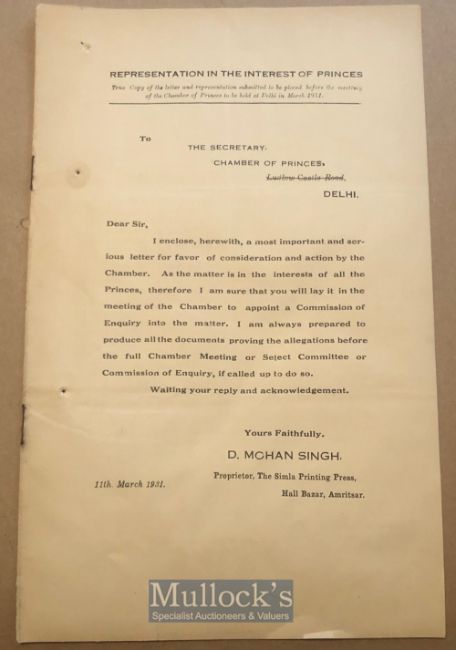 REPRESENTATION IN THE INTEREST OF PRINCES
True Copy of the letter and representation submitted to be placed before the meeting
of the Chamber of Princes to be held at Delhi in March 1931.
To
THE SECRETARY,
CHAMBER OF PRINCES,
Ludlow Castle Road,
DELHI.
Dear Sir,
I enclose, herewith, a most important and ser-
ious letter for favor of consideration and action by the
Chamber. As the matter is in the interests of all the
Princes, therefore I am sure that you will lay it in the
meeting of the Chamber to appoint a Commission of
Enquiry into the matter. I am always prepared to
produce all the documents proving the allegations before
the full Chamber Meeting or Select Committee or
Commission of Enquiry, if called up to do so.
Waiting your reply and acknowledgement.
Yours Faithfully,
D. MOHAN SINGH,
Proprietor, The Simla Printing Press,
Hall Bazar, Amritsar.
11th. March 1931.
Mullock's
Specialist Auctioneers & Valuers